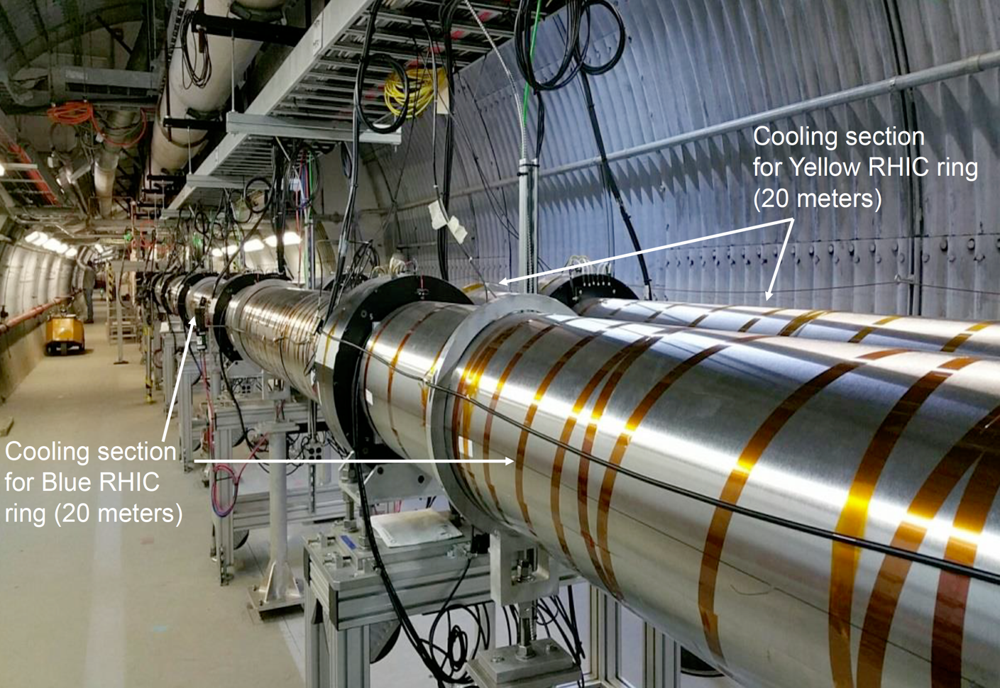 Cooling section
for Yellow RHIC ring
(20 meters)
Cooling section
for Blue RHIC
ring (20 meters)